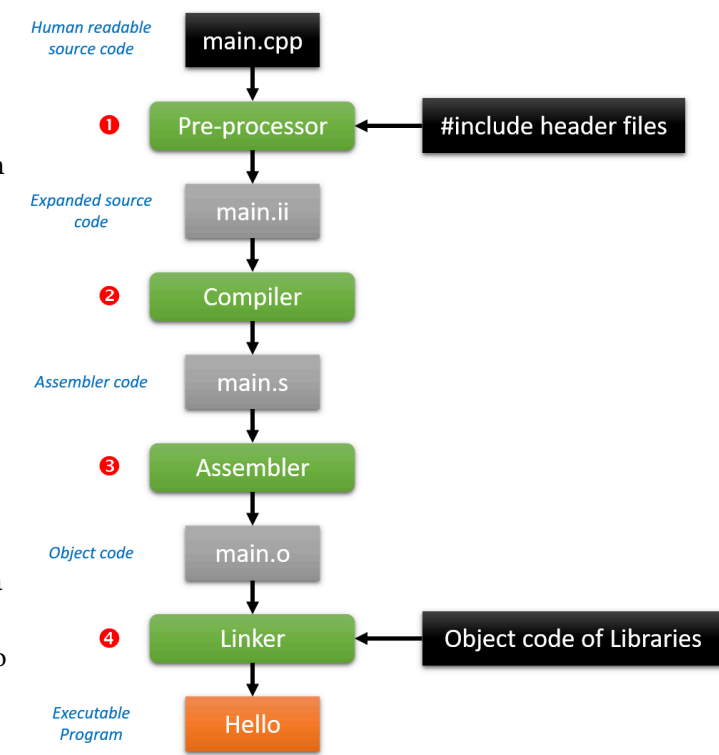 Human readable
source code
main.cpp
❶
Pre-processor
#include header files
n
Expanded source
code
main.ii
❷
Compiler
Assembler code
main.s
❸
Assembler
Object code
main.o
❹
Linker
Object code of Libraries
o
Executable
Program
Hello